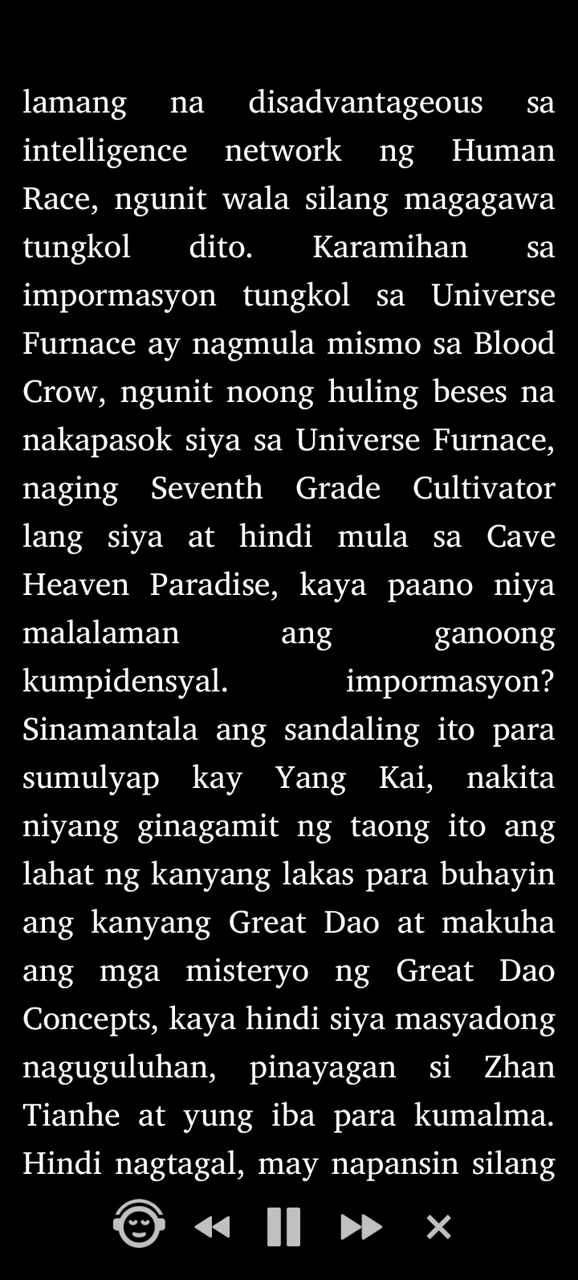 lamang na disadvantageous sa
intelligence network ng Human
Race, ngunit wala silang magagawa
tungkol dito. Karamihan sa
impormasyon tungkol sa Universe
Furnace ay nagmula mismo sa Blood
Crow, ngunit noong huling beses na
nakapasok siya sa Universe Furnace,
naging Seventh Grade Cultivator
lang siya at hindi mula sa Cave
Heaven Paradise, kaya paano niya
malalaman ang ganoong
kumpidensyal. impormasyon?
Sinamantala ang sandaling ito para
sumulyap kay Yang Kai, nakita
niyang ginagamit ng taong ito ang
lahat ng kanyang lakas para buhayin
ang kanyang Great Dao at makuha
ang mga misteryo ng Great Dao
Concepts, kaya hindi siya masyadong
naguguluhan, pinayagan si Zhan
Tianhe at yung iba para kumalma.
Hindi nagtagal, may napansin silang